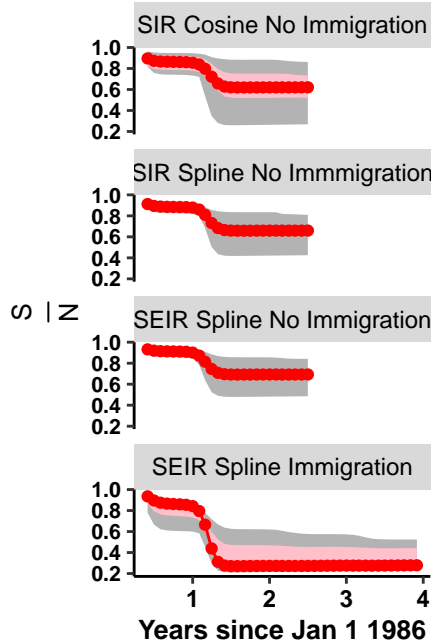 SIR Cosine No Immigration
1.0
0.8
0.6
0.4
0.2
SIR Spline No Immmigration
1.0
0.8
0.6
0.4
0.2
S
N
SEIR Spline No Immigration
1.0
0.8
0.6
0.4
0.2
SEIR Spline Immigration
1.0
0.8
0.6
0.4
0.2
1 2 3 4
Years since Jan 1 1986